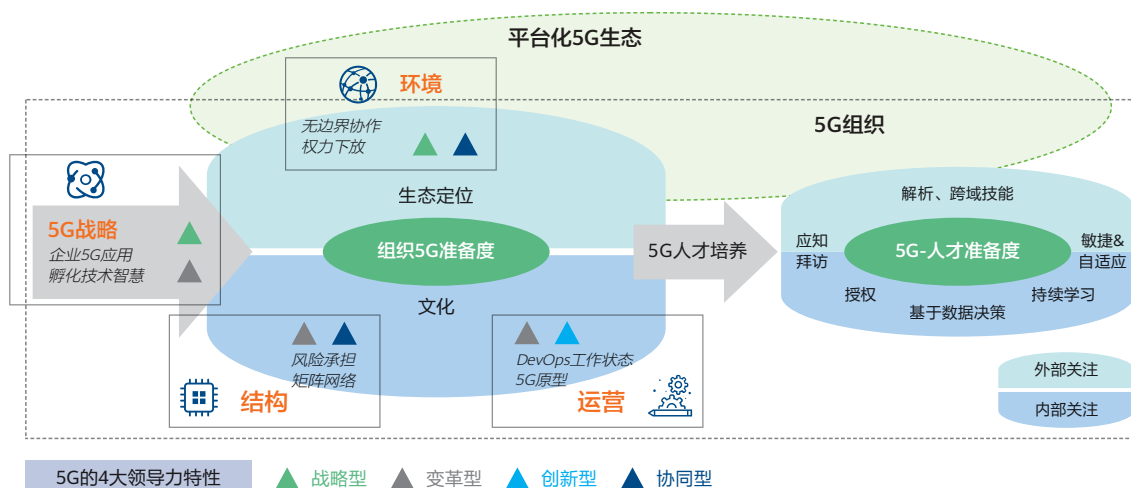 平台化5G生态
环境
无边界协作
权力下放
5G组织
5G战略
企业5G应用
孵化技术智慧
生态定位
组织5G准备度
文化
5G人才培养
解析、跨域技能
应知
拜访
5G-人才准备度
敏捷&
自适应
授权
持续学习
基于数据决策
风险承担
矩阵网络
结构
DevOps工作状态
5G原型
运营
外部关注
内部关注
5G的4大领导力特性
战略型
变革型
创新型
协同型